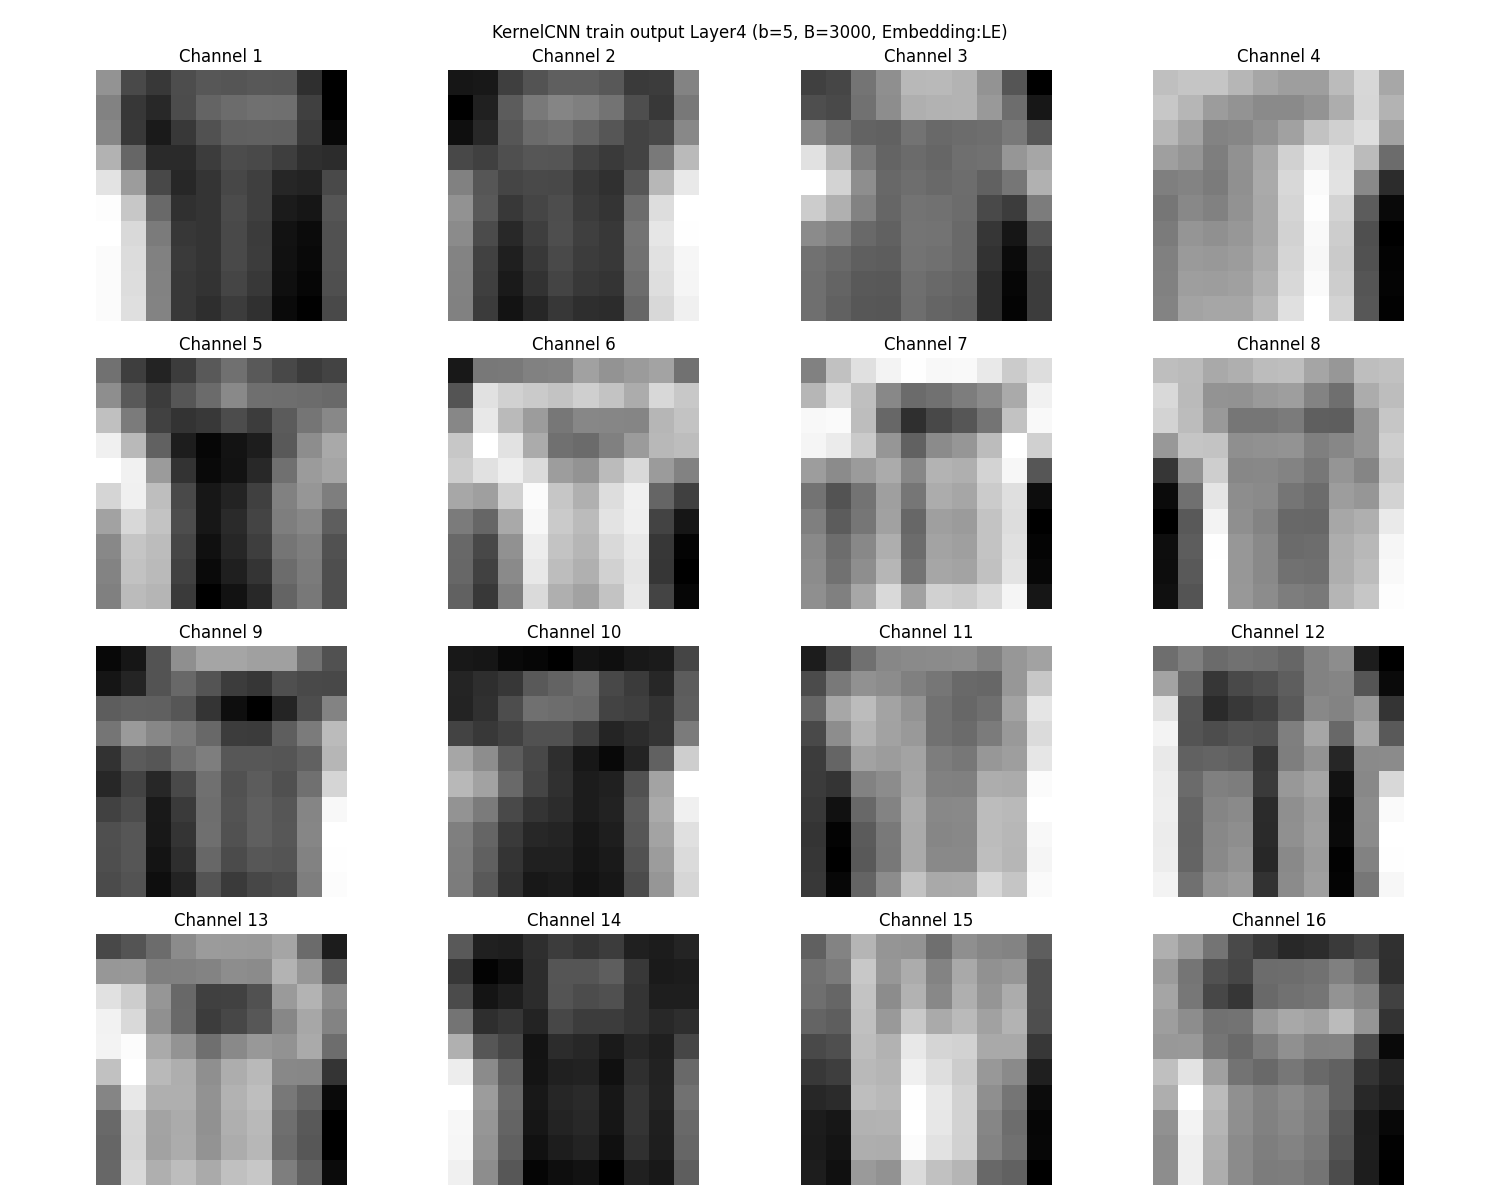 KernelCNN train output Layer4 (b=5, B=3000, Embedding:LE)
Channel 1 Channel 2 Channel 3 Channel 4
Channel 5 Channel 6 Channel 7 Channel 8
Channel 9 Channel 10 Channel 11 Channel 12
Channel 13 Channel 14 Channel 15 Channel 16